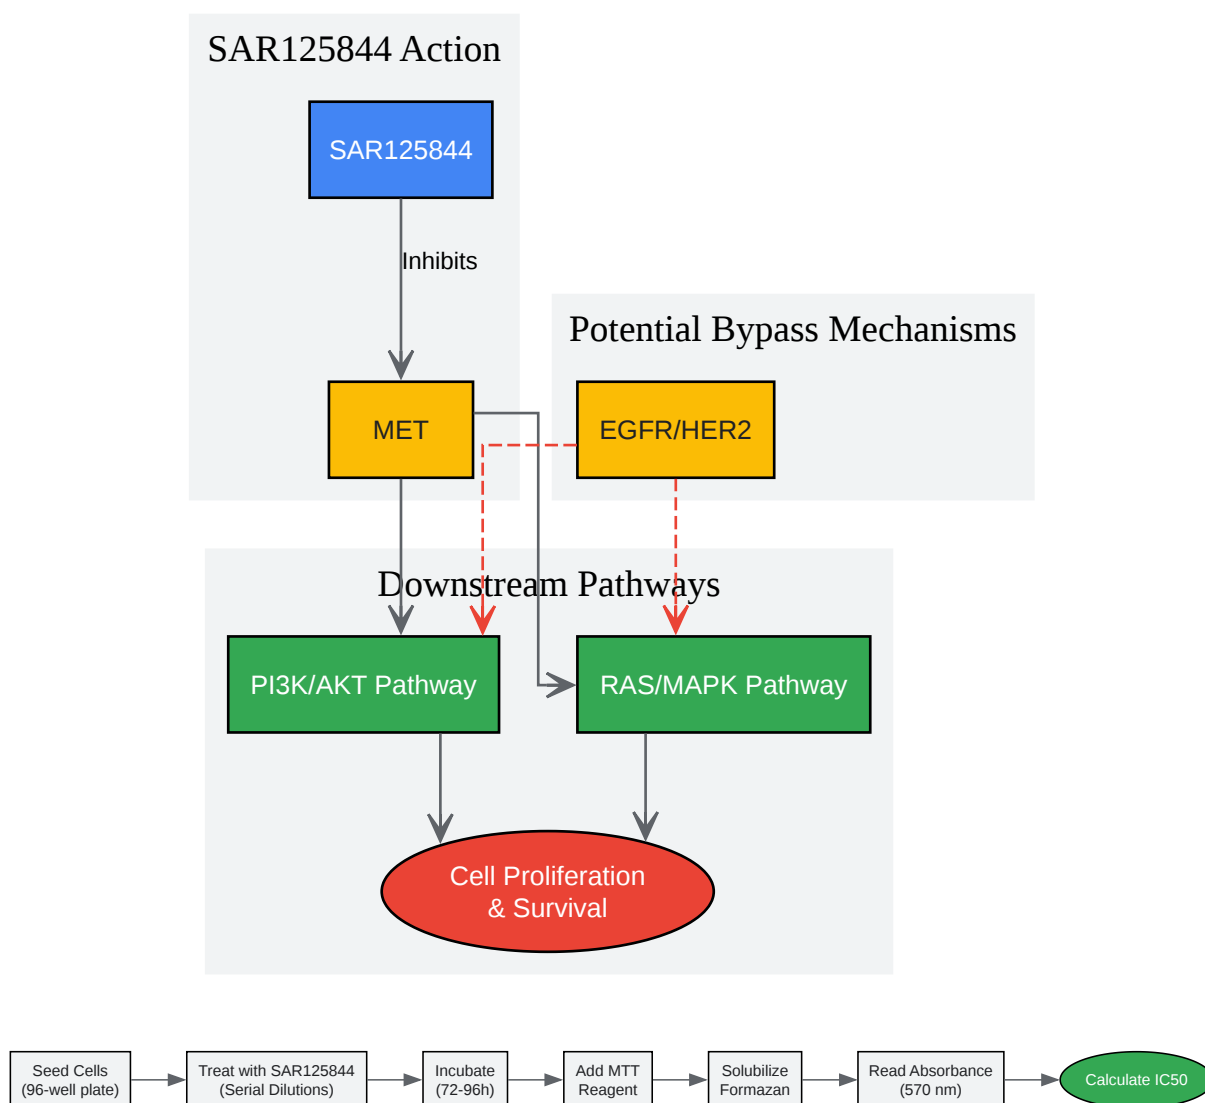 SAR125844 Action
SAR125844
Inhibits
Potential Bypass Mechanisms
MET
EGFR/HER2
Downstream Pathways
PI3K/AKT Pathway
RAS/MAPK Pathway
Cell Proliferation
& Survival
Seed Cells
(96-well plate)
Treat with SAR125844
(Serial Dilutions)
Incubate
(72-96h)
Add MTT
Reagent
Solubilize
Formazan
Read Absorbance
(570 nm)
Calculate IC50